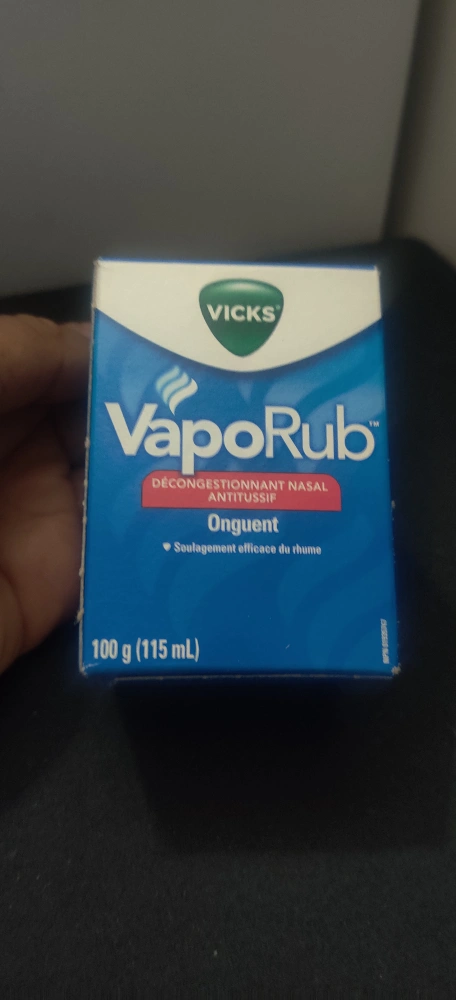 VICKS®
VapoRub™
DÉCONGESTIONNANT NASAL
ANTITUSSIF
Onguent
Soulagement efficace du rhume
100 g (115 mL)